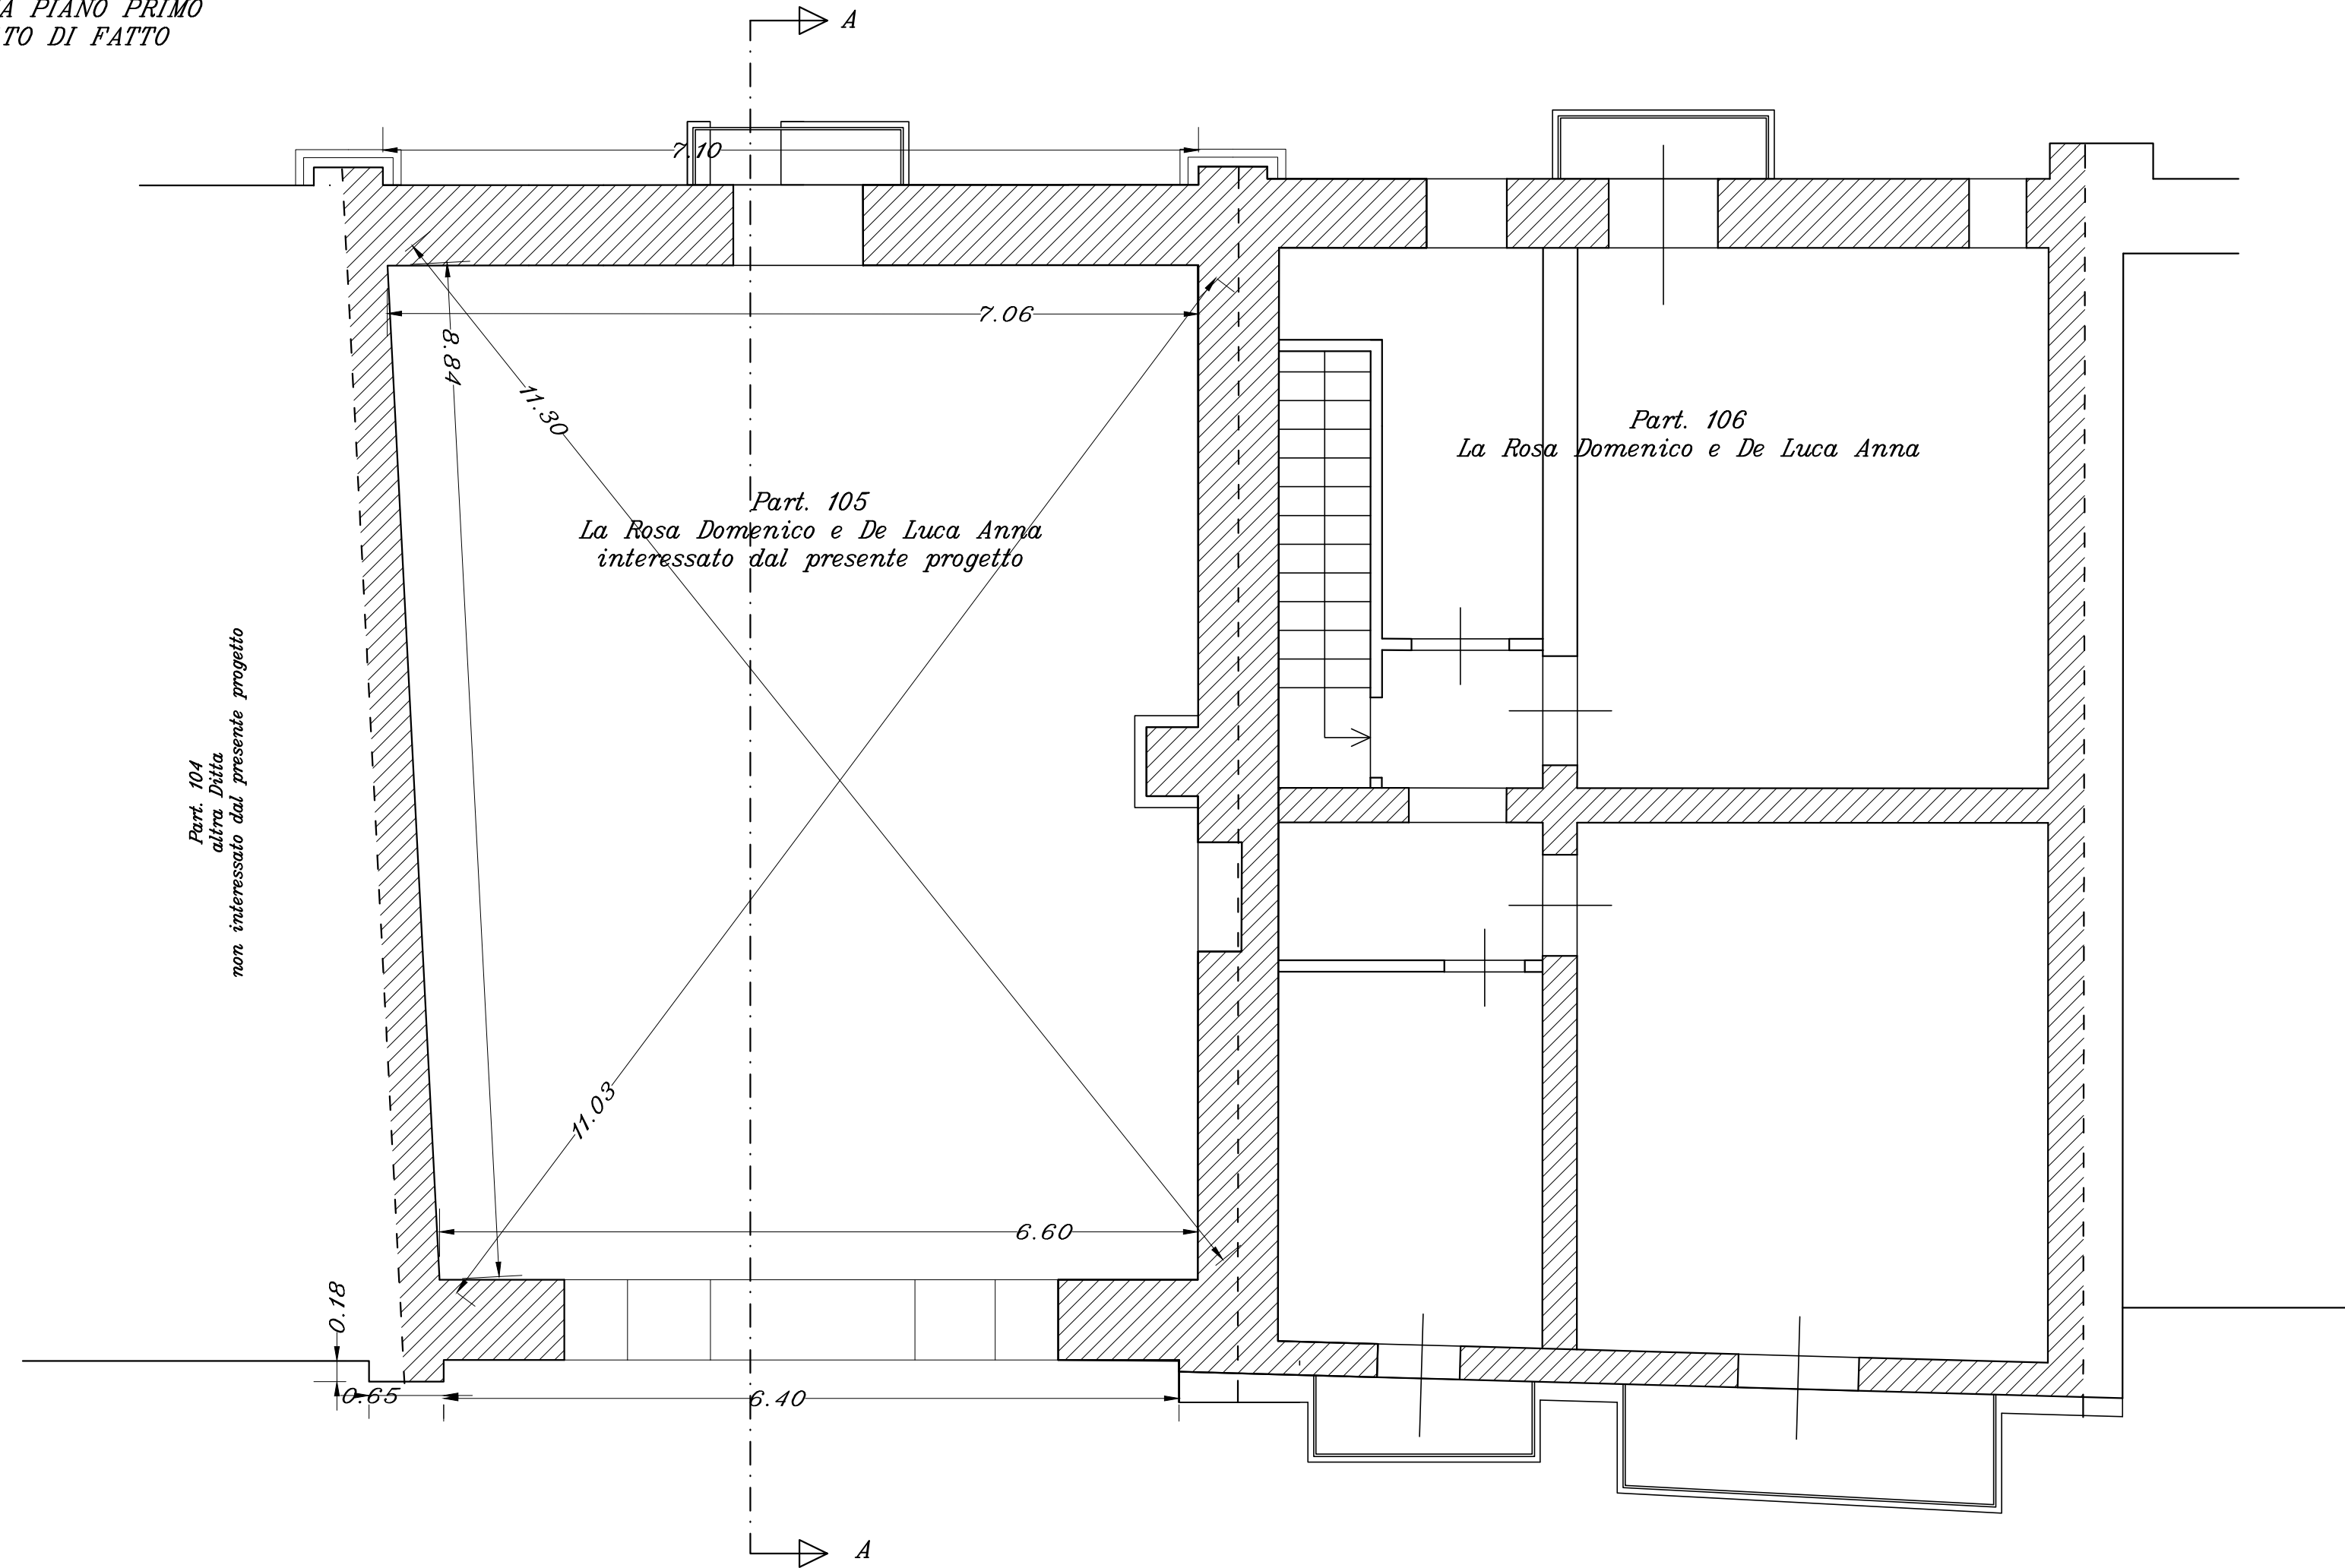 A PIANO PRIMO
TO DI FATTO
A
7.10
7.06
8.84
11.30
Part. 105
La Rosa Domenico e De Luca Anna
interessato dal presente progetto
Part. 106
La Rosa Domenico e De Luca Anna
Part. 104
altra Ditta
non interessato dal presente progetto
11.03
6.60
0.18
0.65
6.40
A